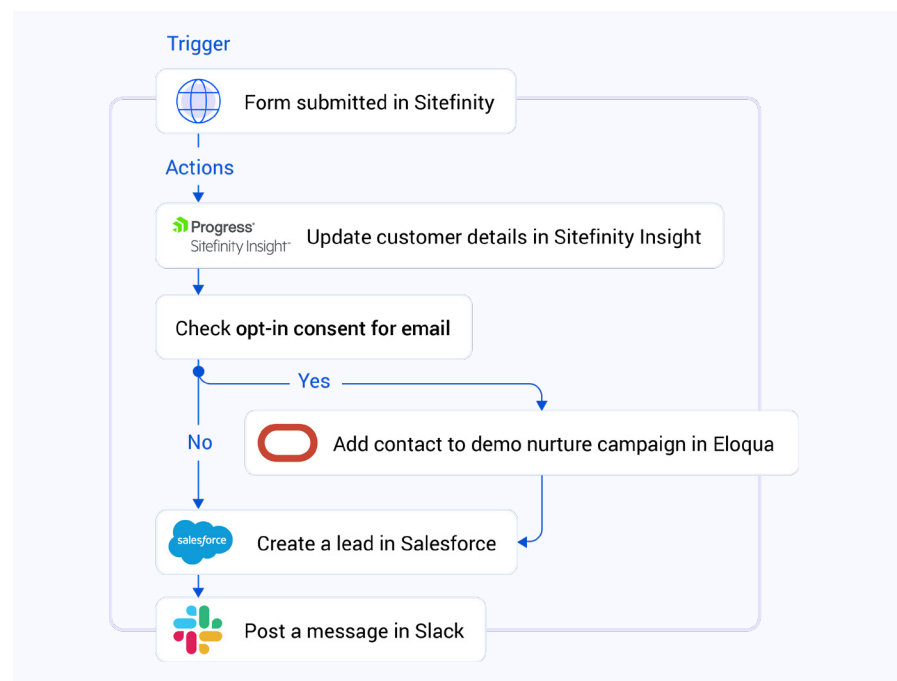 Trigger
Form submitted in Sitefinity
Actions
Progress®
Sitefinity Insight™
Update customer details in Sitefinity Insight
Check opt-in consent for email
Yes
No
Add contact to demo nurture campaign in Eloqua
salesforce
Create a lead in Salesforce
Post a message in Slack